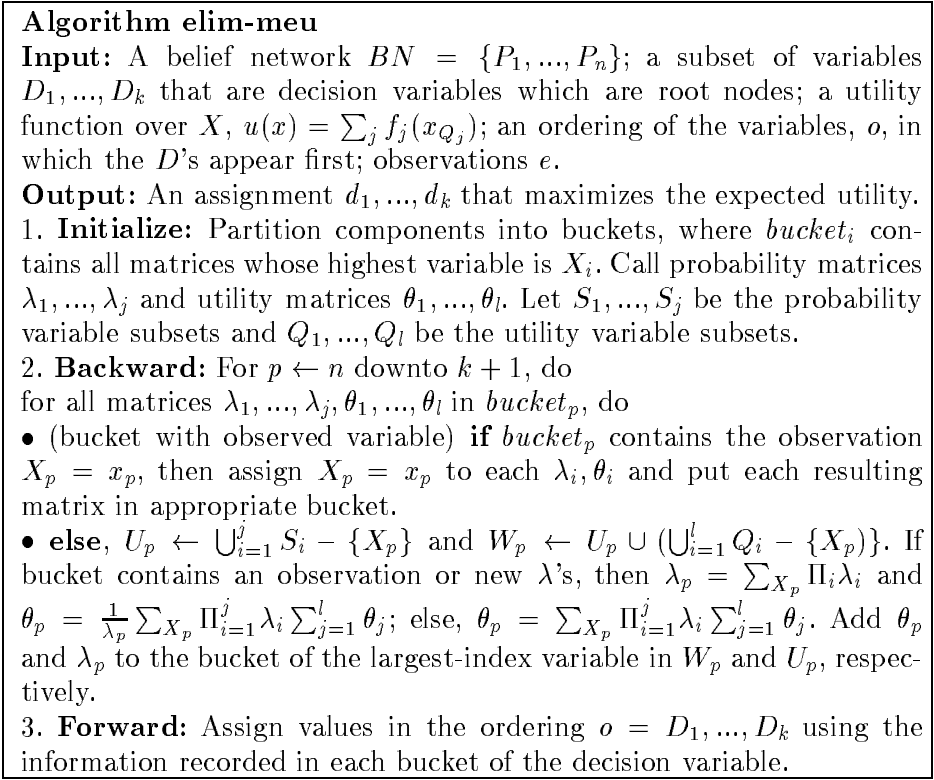 Algorithm elim-meu
Input: A belief network BN = {P₁, ..., Pₙ}; a subset of variables
D₁, ..., Dₖ that are decision variables which are root nodes; a utility
function over X, u(x) = ∑ⱼ fⱼ(x_{Qⱼ}); an ordering of the variables, o, in
which the D's appear first; observations e.
Output: An assignment d₁, ..., dₖ that maximizes the expected utility.
1. Initialize: Partition components into buckets, where bucketᵢ con-
tains all matrices whose highest variable is Xᵢ. Call probability matrices
λ₁, ..., λⱼ and utility matrices θ₁, ..., θₗ. Let S₁, ..., Sⱼ be the probability
variable subsets and Q₁, ..., Qₗ be the utility variable subsets.
2. Backward: For p ← n downto k + 1, do
for all matrices λ₁, ..., λⱼ, θ₁, ..., θₗ in bucketₚ, do
• (bucket with observed variable) if bucketₚ contains the observation
Xₚ = xₚ, then assign Xₚ = xₚ to each λᵢ, θᵢ and put each resulting
matrix in appropriate bucket.
• else, Uₚ ← ⋃_{i=1}^{j} Sᵢ − {Xₚ} and Wₚ ← Uₚ ∪ (⋃_{i=1}^{l} Qᵢ − {Xₚ)}. If
bucket contains an observation or new λ's, then λₚ = ∑_{Xₚ} Πᵢλᵢ and
θₚ = \frac{1}{λₚ} ∑_{Xₚ} Π_{i=1}^{j} λᵢ ∑_{j=1}^{l} θⱼ; else, θₚ = ∑_{Xₚ} Π_{i=1}^{j} λᵢ ∑_{j=1}^{l} θⱼ. Add θₚ
and λₚ to the bucket of the largest-index variable in Wₚ and Uₚ, respec-
tively.
3. Forward: Assign values in the ordering o = D₁, ..., Dₖ using the
information recorded in each bucket of the decision variable.